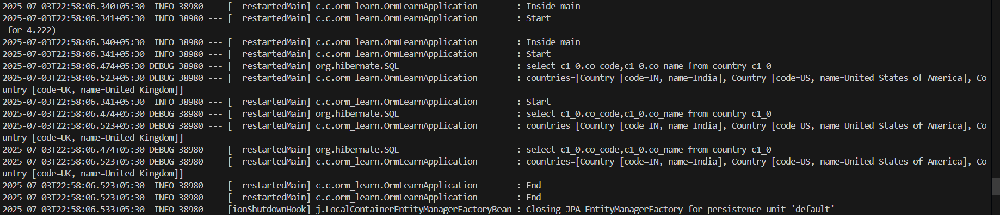 2025-07-03T22:58:06.340+05:30  INFO 38980 --- [  restartedMain] c.c.orm_learn.OrmLearnApplication        : Inside main
2025-07-03T22:58:06.341+05:30  INFO 38980 --- [  restartedMain] c.c.orm_learn.OrmLearnApplication        : Start
 for 4.222)
2025-07-03T22:58:06.340+05:30  INFO 38980 --- [  restartedMain] c.c.orm_learn.OrmLearnApplication        : Inside main
2025-07-03T22:58:06.341+05:30  INFO 38980 --- [  restartedMain] c.c.orm_learn.OrmLearnApplication        : Start
2025-07-03T22:58:06.474+05:30 DEBUG 38980 --- [  restartedMain] org.hibernate.SQL                        : select c1_0.co_code,c1_0.co_name from country c1_0
2025-07-03T22:58:06.523+05:30 DEBUG 38980 --- [  restartedMain] c.c.orm_learn.OrmLearnApplication        : countries=[Country [code=IN, name=India], Country [code=US, name=United States of America], Co
untry [code=UK, name=United Kingdom]]
2025-07-03T22:58:06.341+05:30  INFO 38980 --- [  restartedMain] c.c.orm_learn.OrmLearnApplication        : Start
2025-07-03T22:58:06.474+05:30 DEBUG 38980 --- [  restartedMain] org.hibernate.SQL                        : select c1_0.co_code,c1_0.co_name from country c1_0
2025-07-03T22:58:06.523+05:30 DEBUG 38980 --- [  restartedMain] c.c.orm_learn.OrmLearnApplication        : countries=[Country [code=IN, name=India], Country [code=US, name=United States of America], Co
untry [code=UK, name=United Kingdom]]
2025-07-03T22:58:06.474+05:30 DEBUG 38980 --- [  restartedMain] org.hibernate.SQL                        : select c1_0.co_code,c1_0.co_name from country c1_0
2025-07-03T22:58:06.523+05:30 DEBUG 38980 --- [  restartedMain] c.c.orm_learn.OrmLearnApplication        : countries=[Country [code=IN, name=India], Country [code=US, name=United States of America], Co
untry [code=UK, name=United Kingdom]]
2025-07-03T22:58:06.523+05:30  INFO 38980 --- [  restartedMain] c.c.orm_learn.OrmLearnApplication        : End
2025-07-03T22:58:06.523+05:30  INFO 38980 --- [  restartedMain] c.c.orm_learn.OrmLearnApplication        : End
2025-07-03T22:58:06.533+05:30  INFO 38980 --- [ionShutdownHook] j.LocalContainerEntityManagerFactoryBean : Closing JPA EntityManagerFactory for persistence unit 'default'